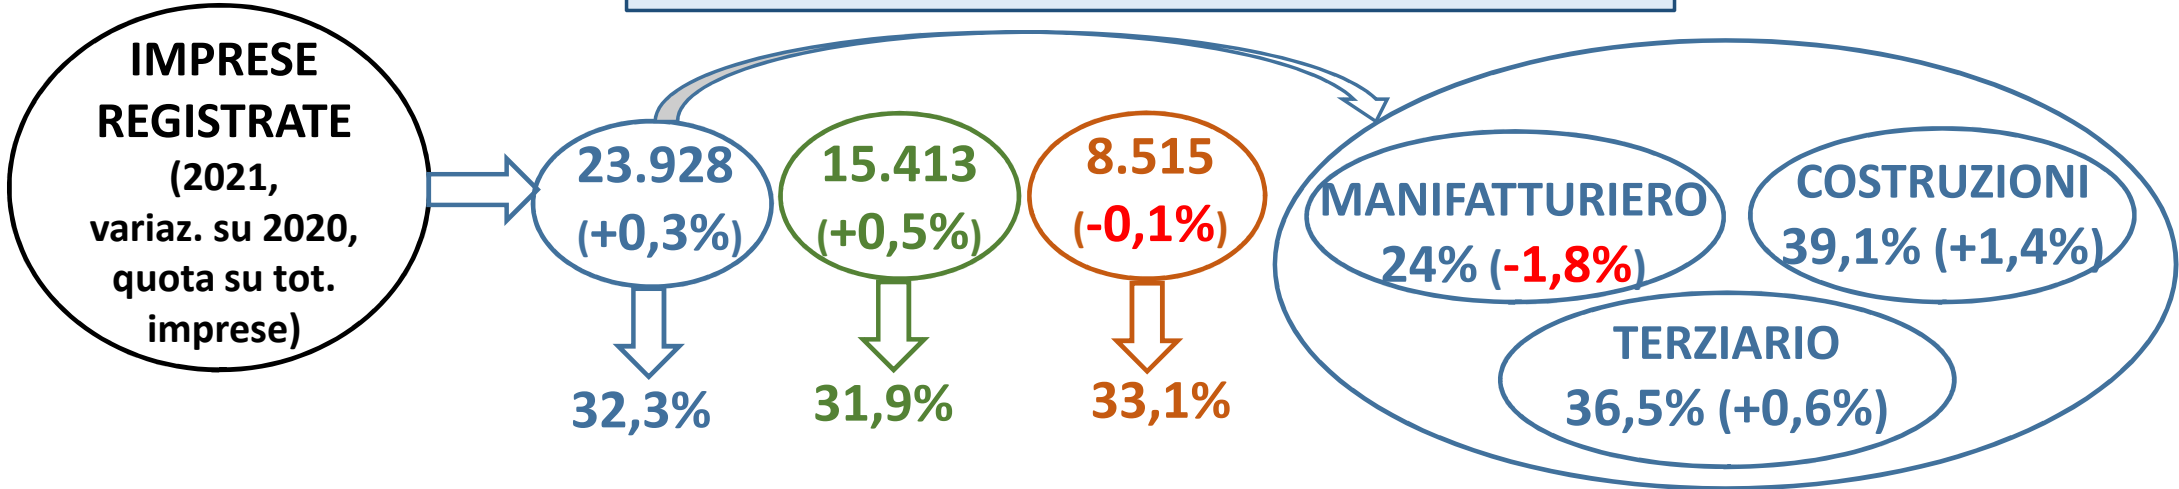 IMPRESE
REGISTRATE
(2021,
variaz. su 2020,
quota su tot.
imprese)
23.928
(+0,3%)
32,3%
15.413
(+0,5%)
31,9%
8.515
(-0,1%)
33,1%
MANIFATTURIERO
24% (-1,8%)
COSTRUZIONI
39,1% (+1,4%)
TERZIARIO
36,5% (+0,6%)